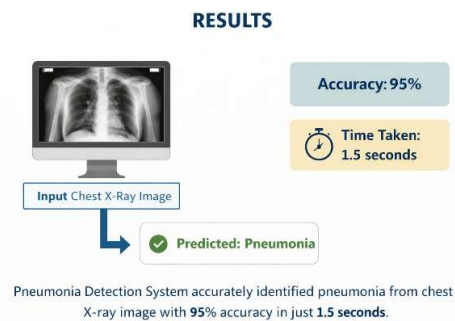 RESULTS
Accuracy: 95%
Time Taken:
1.5 seconds
Input Chest X-Ray Image
Predicted: Pneumonia
Pneumonia Detection System accurately identified pneumonia from chest
X-ray image with 95% accuracy in just 1.5 seconds.